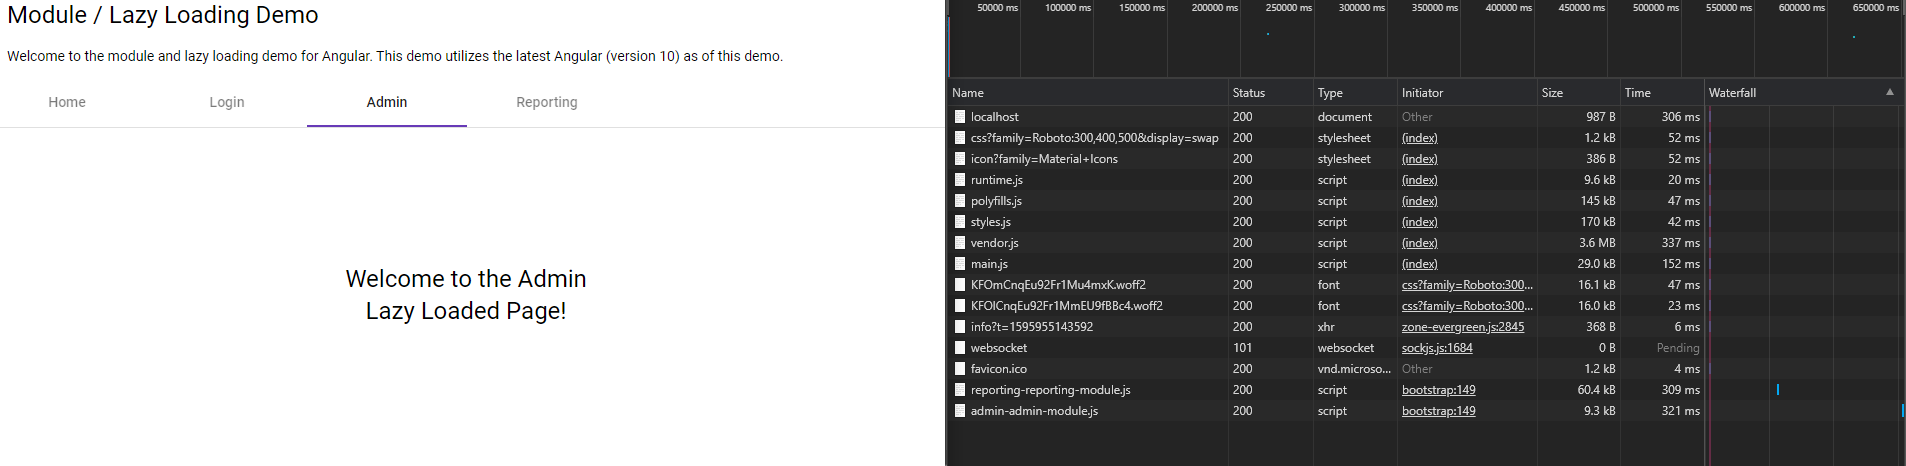 Module / Lazy Loading Demo
Welcome to the module and lazy loading demo for Angular. This demo utilizes the latest Angular (version 10) as of this demo.
Home Login Admin Reporting
Welcome to the Admin
Lazy Loaded Page!
50000 ms 100000 ms 150000 ms 200000 ms 250000 ms 300000 ms 350000 ms 400000 ms 450000 ms 500000 ms 550000 ms 600000 ms 650000 ms
Name Status Type Initiator Size Time Waterfall
localhost 200 document Other 987 B 306 ms
css?family=Roboto:300,400,500&display=swap 200 stylesheet (index) 1.2 kB 52 ms
icon?family=Material+Icons 200 stylesheet (index) 386 B 52 ms
runtime.js 200 script (index) 9.6 kB 20 ms
polyfills.js 200 script (index) 145 kB 47 ms
styles.js 200 script (index) 170 kB 42 ms
vendor.js 200 script (index) 3.6 MB 337 ms
main.js 200 script (index) 29.0 kB 152 ms
KFOmCnqEu92Fr1Mu4mxK.woff2 200 font css?family=Roboto:300... 16.1 kB 47 ms
KFOlCnqEu92Fr1MmEU9fBBc4.woff2 200 font css?family=Roboto:300... 16.0 kB 23 ms
info?t=1595955143592 200 xhr zone-evergreen.js:2845 368 B 6 ms
websocket 101 websocket sockjs.js:1684 0 B Pending
favicon.ico 200 vnd.microso... Other 1.2 kB 4 ms
reporting-reporting-module.js 200 script bootstrap:149 60.4 kB 309 ms
admin-admin-module.js 200 script bootstrap:149 9.3 kB 321 ms